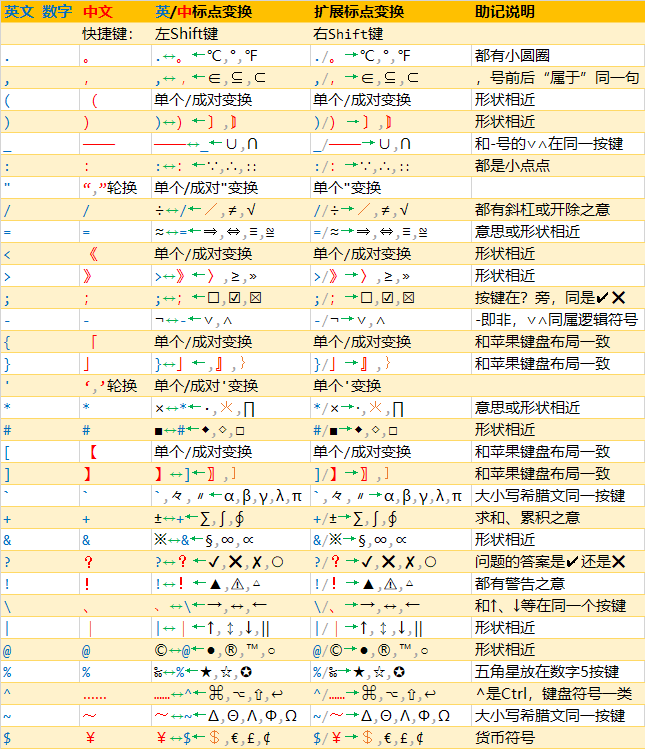 英文 数字 中文 英/中标点变换 扩展标点变换 助记说明
快捷键： 左Shift键 右Shift键
. 。 .↔。←℃,°,℉ ./。→℃,°,℉ 都有小圆圈
, ， ,↔，←∈,⊆,⊂ ,/，→∈,⊆,⊂ ，号前后“属于”同一句
( （ 单个/成对变换 单个/成对变换 形状相近
) ） )↔）←〕,⦘ )/）→〕,⦘ 形状相近
_ —— ——↔_←∪,∩ _/——→∪,∩ 和-号的∨∧在同一按键
: ： :↔：←∵,∴,∷ :/：→∵,∴,∷ 都是小点点
" “,”轮换 单个/成对"变换 单个"变换
/ / ÷↔/←／,≠,√ //÷→／,≠,√ 都有斜杠或开除之意
= = ≈↔=←⇒,⇔,≡,≌ =/≈→⇒,⇔,≡,≌ 意思或形状相近
< 《 单个/成对变换 单个/成对变换 形状相近
> 》 >↔》←〉,≥,» >/》→〉,≥,» 形状相近
; ； ;↔；←☐,☑,☒ ;/；→☐,☑,☒ 按键在？旁，同是✔✖
- - ¬↔-←∨,∧ -/¬→∨,∧ -即非，∨∧同属逻辑符号
{ 「 单个/成对变换 单个/成对变换 和苹果键盘布局一致
} 」 }↔」←』,｝ }/」→』,｝ 和苹果键盘布局一致
' ‘,’轮换 单个/成对'变换 单个'变换
* * ×↔*←·,＊,∏ */×→·,＊,∏ 意思或形状相近
# # ■↔#←◆,◇,□ #/■→◆,◇,□ 形状相近
[ 【 单个/成对变换 单个/成对变换 和苹果键盘布局一致
] 】 】↔]←〗,］ ]/】→〗,］ 和苹果键盘布局一致
` ` `,々,〃←α,β,γ,λ,π `,々,〃→α,β,γ,λ,π 大小写希腊文同一按键
+ + ±↔+←∑,∫,∮ +/±→∑,∫,∮ 求和、累积之意
& & ※↔&←§,∞,∝ &/※→§,∞,∝ 形状相近
? ？ ?↔？←✓,✖,✗,○ ?/？→✓,✖,✗,○ 问题的答案是✔还是✖
! ！ !↔！←▲,⚠,▵ !/！→▲,⚠,▵ 都有警告之意
\ 、 、↔\←→,↔,← \/、→→,↔,← 和↑、↓等在同一个按键
| ｜ |↔｜←↑,↕,↓,‖ |/｜→↑,↕,↓,‖ 形状相近
@ @ ©↔@←●,®,™,○ @/©→●,®,™,○ 形状相近
% % ‰↔%←★,☆,✪ %/‰→★,☆,✪ 五角星放在数字5按键
^ …… ……↔^←⌘,⌥,⇧,↩ ^/……→⌘,⌥,⇧,↩ ^是Ctrl，键盘符号一类
~ ～ ～↔~←Δ,Θ,Λ,Φ,Ω ~/～→Δ,Θ,Λ,Φ,Ω 大小写希腊文同一按键
$ ￥ ￥↔$←＄,€,£,¢ $/￥→＄,€,£,¢ 货币符号